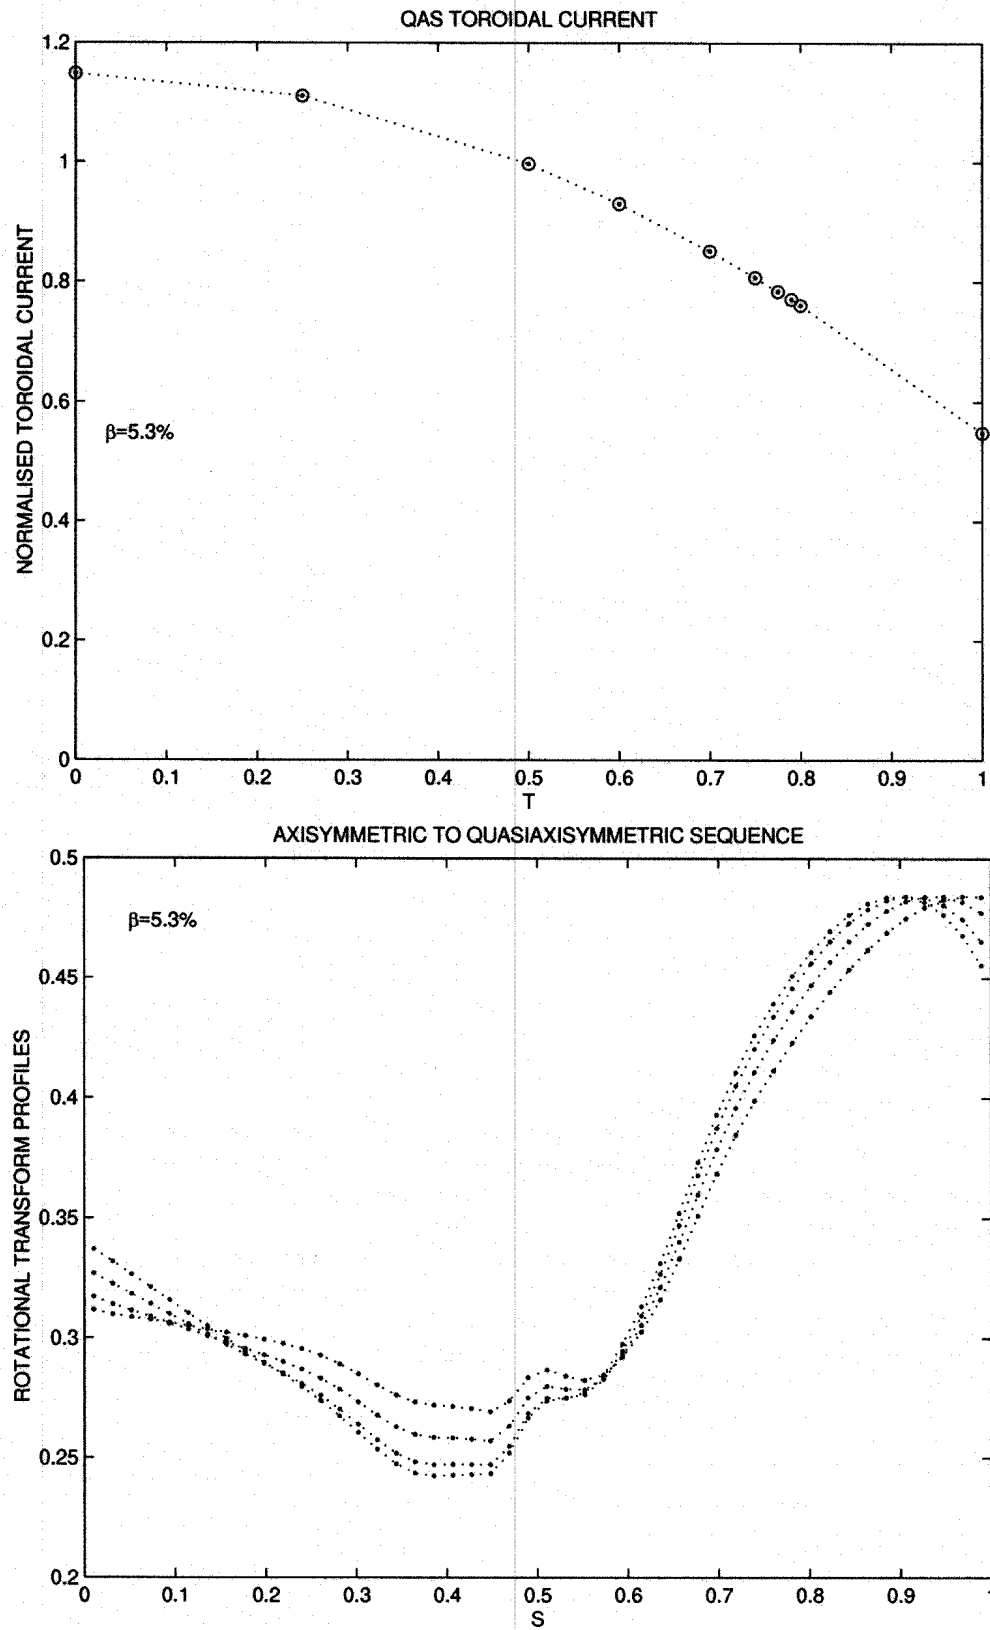 QAS TOROIDAL CURRENT
NORMALISED TOROIDAL CURRENT
1.2
1
0.8
0.6
0.4
0.2
0
β=5.3%
0 0.1 0.2 0.3 0.4 0.5 0.6 0.7 0.8 0.9 1
T
AXISYMMETRIC TO QUASIAXISYMMETRIC SEQUENCE
ROTATIONAL TRANSFORM PROFILES
0.5
0.45
0.4
0.35
0.3
0.25
0.2
β=5.3%
0 0.1 0.2 0.3 0.4 0.5 0.6 0.7 0.8 0.9
S